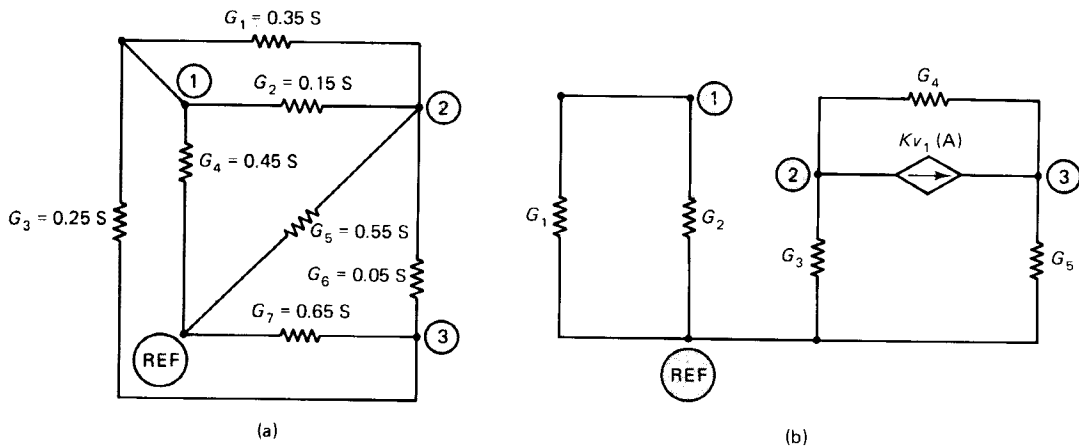 G1 = 0.35 S
1
G2 = 0.15 S
2
G4 = 0.45 S
G3 = 0.25 S
G5 = 0.55 S
G6 = 0.05 S
G7 = 0.65 S
3
REF
(a)
G4
1
Kv1 (A)
2
3
G1
G2
G3
G5
REF
(b)